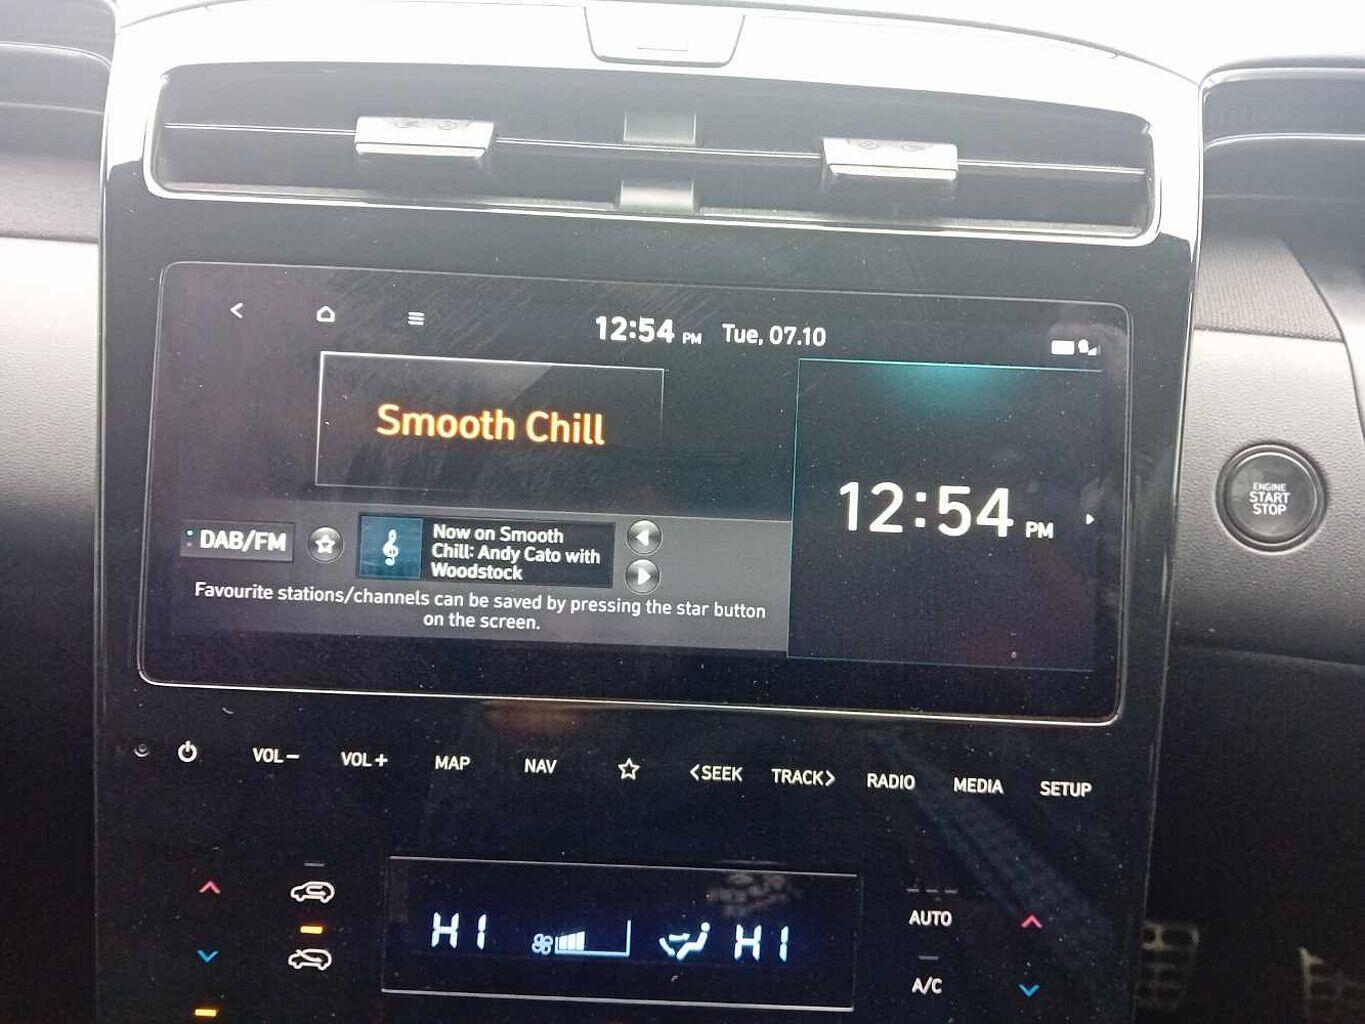 12:54 PM Tue, 07.10
Smooth Chill
DAB/FM
Now on Smooth
Chill: Andy Cato with
Woodstock
Favourite stations/channels can be saved by pressing the star button
on the screen.
12:54 PM
ENGINE
START
STOP
VOL− VOL+ MAP NAV <SEEK TRACK> RADIO MEDIA SETUP
HI HI
AUTO
A/C